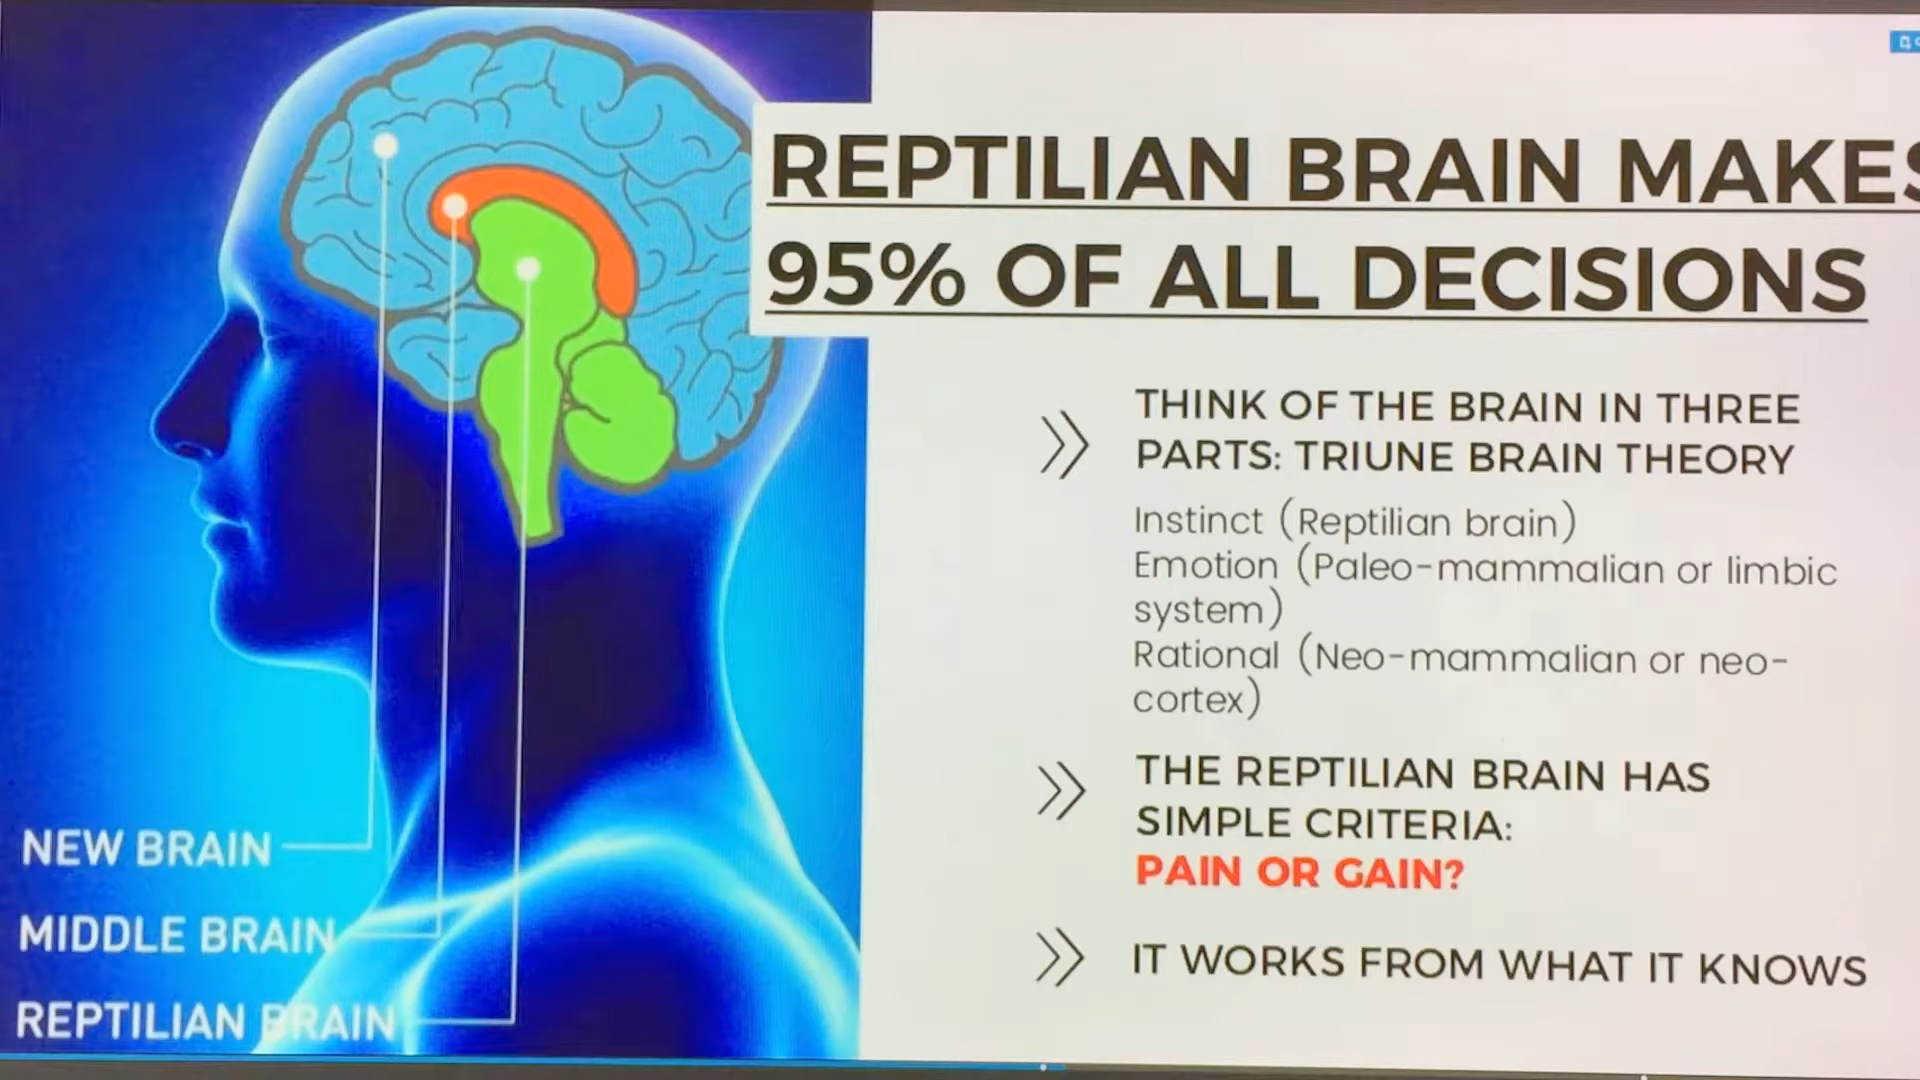 REPTILIAN BRAIN MAKES
95% OF ALL DECISIONS
THINK OF THE BRAIN IN THREE
PARTS: TRIUNE BRAIN THEORY
Instinct (Reptilian brain)
Emotion (Paleo-mammalian or limbic
system)
Rational (Neo-mammalian or neo-
cortex)
THE REPTILIAN BRAIN HAS
SIMPLE CRITERIA:
PAIN OR GAIN?
IT WORKS FROM WHAT IT KNOWS
NEW BRAIN
MIDDLE BRAIN
REPTILIAN BRAIN